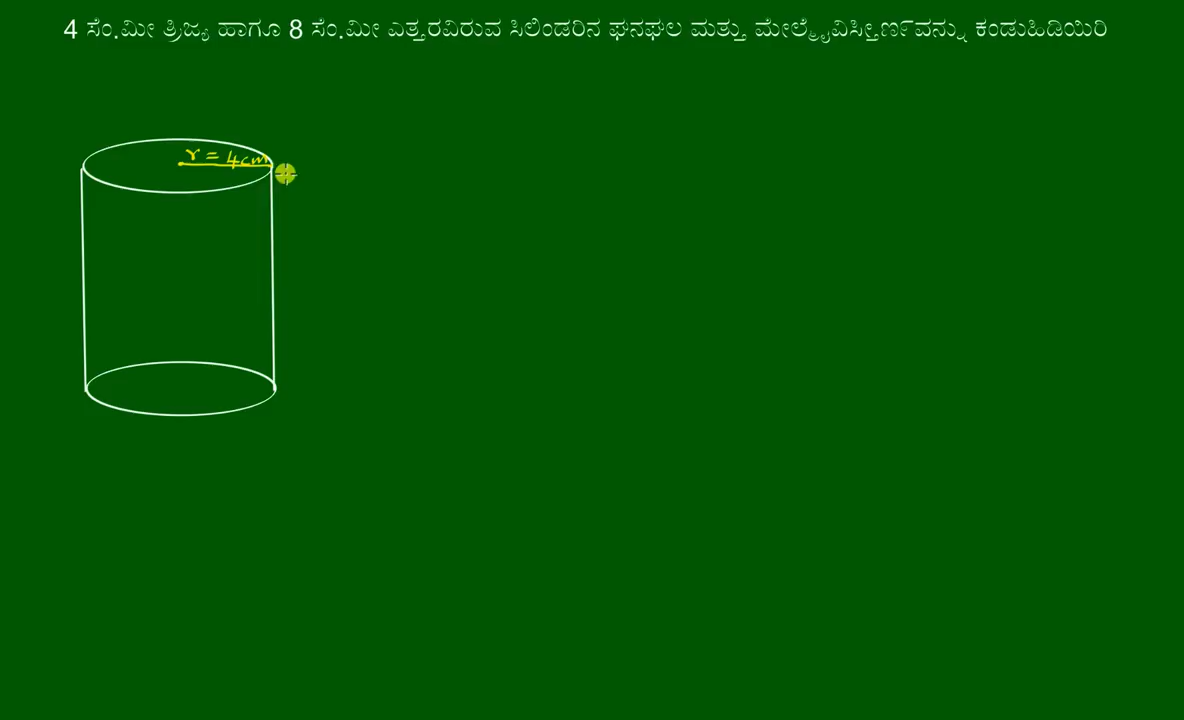 4 ಸೆಂ.ಮೀ ತ್ರಿಜ್ಯ ಹಾಗೂ 8 ಸೆಂ.ಮೀ ಎತ್ತರವಿರುವ ಸಿಲಿಂಡರಿನ ಘನಫಲ ಮತ್ತು ಮೇಲ್ಮೈವಿಸ್ತೀರ್ಣವನ್ನು ಕಂಡುಹಿಡಿಯಿರಿ
r = 4cm